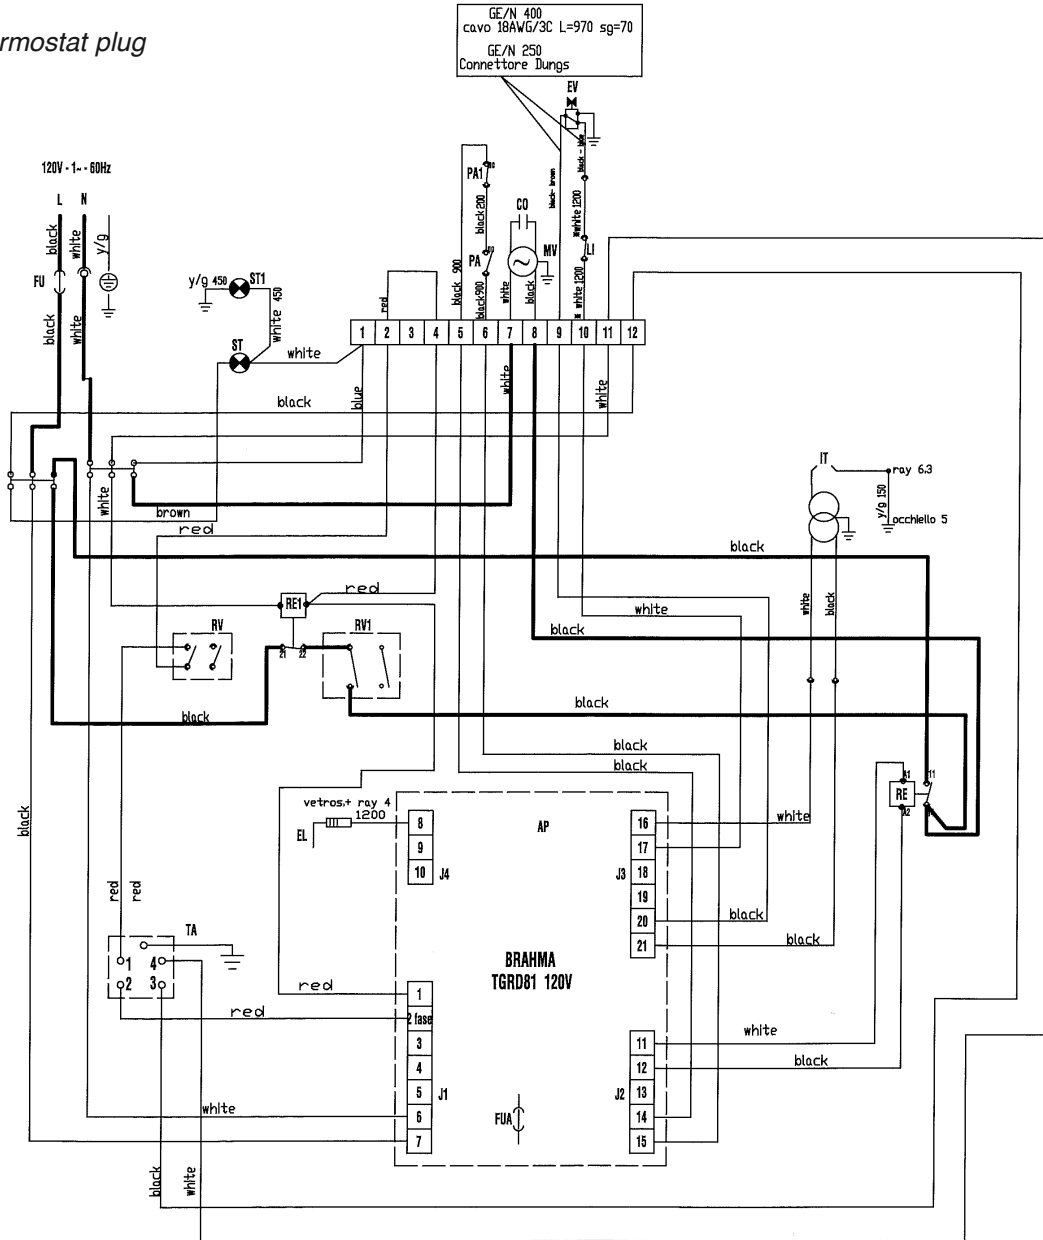 GE/N 400
cavo 18AWG/3C L=970 sg=70
GE/N 250
Connettore Dungs
rmostat plug
EV
120V - 1~ - 60Hz
L N
black
white
y/g
FU
black
white
y/g 450
ST1
white 450
ST
white
red
black 900
PA1
NC
black 200
PA
NO
black 900
CO
MV
white
black
black- brown
black - blue
*white 1200
LI
* white 1200
1 2 3 4 5 6 7 8 9 10 11 12
blue
white
white
black
white
brown
red
IT
ray 6.3
y/g 150
occhiello 5
black
white
black
red
RE1
white
black
RV
RV1
21 22
black
black
black
black
black
A1
11
RE
A2
vetros.+ ray 4
1200
EL
8
9
10
J4
AP
16
17
18
19
20
21
J3
white
black
black
red
red
TA
1 4
2 3
BRAHMA
TGRD81 120V
red
red
1
2 fase
3
4
5
6
7
J1
white
11
12
13
14
15
J2
white
black
FUA
black
white